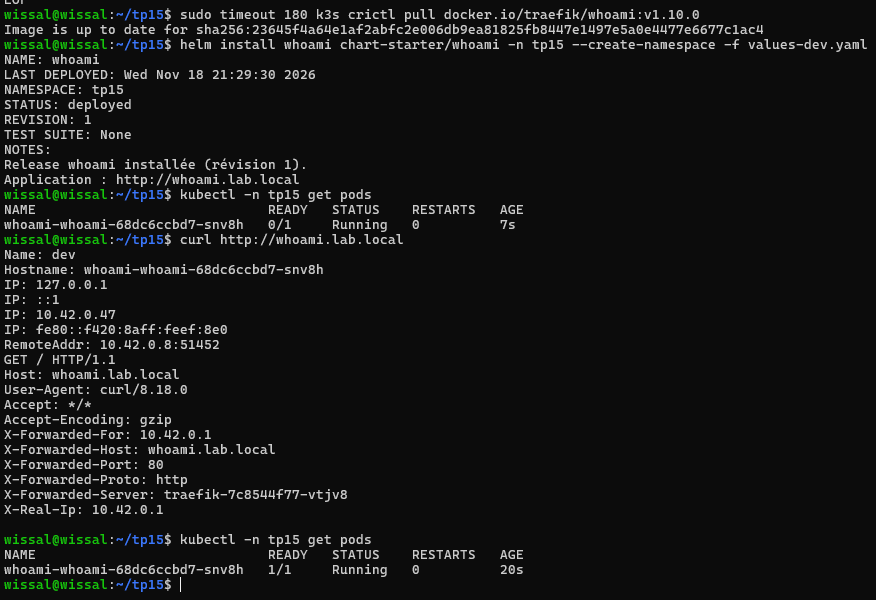 EOF
wissal@wissal:~/tp15$ sudo timeout 180 k3s crictl pull docker.io/traefik/whoami:v1.10.0
Image is up to date for sha256:23645f4a64e1af2abfc2e006db9ea81825fb8447e1497e5a0e4477e6677c1ac4
wissal@wissal:~/tp15$ helm install whoami chart-starter/whoami -n tp15 --create-namespace -f values-dev.yaml
NAME: whoami
LAST DEPLOYED: Wed Nov 18 21:29:30 2026
NAMESPACE: tp15
STATUS: deployed
REVISION: 1
TEST SUITE: None
NOTES:
Release whoami installée (révision 1).
Application : http://whoami.lab.local
wissal@wissal:~/tp15$ kubectl -n tp15 get pods
NAME                             READY   STATUS    RESTARTS   AGE
whoami-whoami-68dc6ccbd7-snv8h   0/1     Running   0          7s
wissal@wissal:~/tp15$ curl http://whoami.lab.local
Name: dev
Hostname: whoami-whoami-68dc6ccbd7-snv8h
IP: 127.0.0.1
IP: ::1
IP: 10.42.0.47
IP: fe80::f420:8aff:feef:8e0
RemoteAddr: 10.42.0.8:51452
GET / HTTP/1.1
Host: whoami.lab.local
User-Agent: curl/8.18.0
Accept: */*
Accept-Encoding: gzip
X-Forwarded-For: 10.42.0.1
X-Forwarded-Host: whoami.lab.local
X-Forwarded-Port: 80
X-Forwarded-Proto: http
X-Forwarded-Server: traefik-7c8544f77-vtjv8
X-Real-Ip: 10.42.0.1

wissal@wissal:~/tp15$ kubectl -n tp15 get pods
NAME                             READY   STATUS    RESTARTS   AGE
whoami-whoami-68dc6ccbd7-snv8h   1/1     Running   0          20s
wissal@wissal:~/tp15$